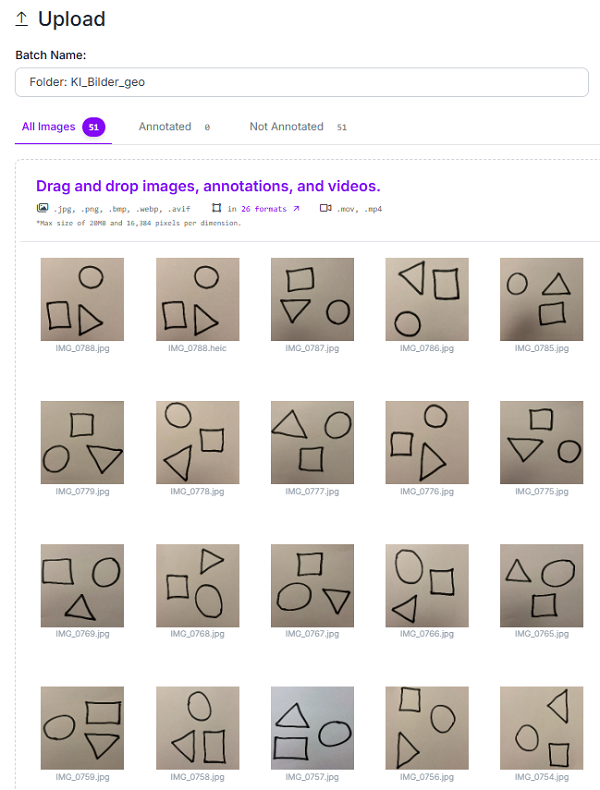 Upload
Batch Name:
Folder: KI_Bilder_geo
All Images 51 Annotated 0 Not Annotated 51
Drag and drop images, annotations, and videos.
.jpg, .png, .bmp, .webp, .avif in 26 formats ↗ .mov, .mp4
*Max size of 20MB and 16,384 pixels per dimension.
IMG_0788.jpg IMG_0788.heic IMG_0787.jpg IMG_0786.jpg IMG_0785.jpg
IMG_0779.jpg IMG_0778.jpg IMG_0777.jpg IMG_0776.jpg IMG_0775.jpg
IMG_0769.jpg IMG_0768.jpg IMG_0767.jpg IMG_0766.jpg IMG_0765.jpg
IMG_0759.jpg IMG_0758.jpg IMG_0757.jpg IMG_0756.jpg IMG_0754.jpg